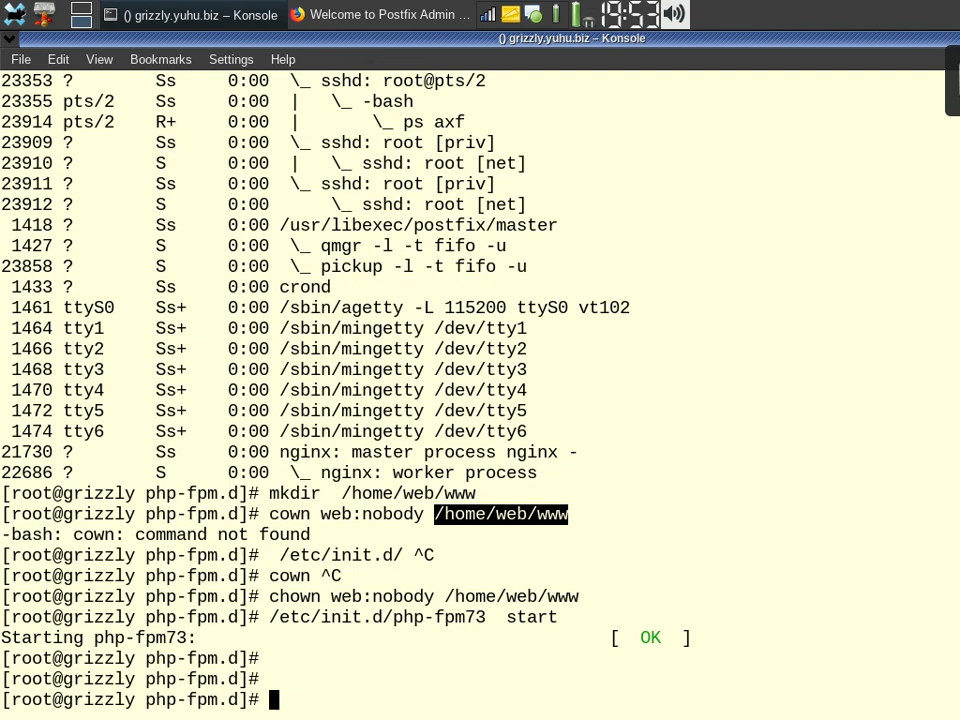 () grizzly.yuhu.biz – Konsole
Welcome to Postfix Admin ...
19:53
() grizzly.yuhu.biz – Konsole
File Edit View Bookmarks Settings Help
23353 ?        Ss     0:00  \_ sshd: root@pts/2
23355 pts/2    Ss     0:00  |   \_ -bash
23914 pts/2    R+     0:00  |       \_ ps axf
23909 ?        Ss     0:00  \_ sshd: root [priv]
23910 ?        S      0:00  |   \_ sshd: root [net]
23911 ?        Ss     0:00  \_ sshd: root [priv]
23912 ?        S      0:00      \_ sshd: root [net]
 1418 ?        Ss     0:00 /usr/libexec/postfix/master
 1427 ?        S      0:00  \_ qmgr -l -t fifo -u
23858 ?        S      0:00  \_ pickup -l -t fifo -u
 1433 ?        Ss     0:00 crond
 1461 ttyS0    Ss+    0:00 /sbin/agetty -L 115200 ttyS0 vt102
 1464 tty1     Ss+    0:00 /sbin/mingetty /dev/tty1
 1466 tty2     Ss+    0:00 /sbin/mingetty /dev/tty2
 1468 tty3     Ss+    0:00 /sbin/mingetty /dev/tty3
 1470 tty4     Ss+    0:00 /sbin/mingetty /dev/tty4
 1472 tty5     Ss+    0:00 /sbin/mingetty /dev/tty5
 1474 tty6     Ss+    0:00 /sbin/mingetty /dev/tty6
21730 ?        Ss     0:00 nginx: master process nginx -
22686 ?        S      0:00  \_ nginx: worker process
[root@grizzly php-fpm.d]# mkdir  /home/web/www
[root@grizzly php-fpm.d]# cown web:nobody /home/web/www
-bash: cown: command not found
[root@grizzly php-fpm.d]#  /etc/init.d/ ^C
[root@grizzly php-fpm.d]# cown ^C
[root@grizzly php-fpm.d]# chown web:nobody /home/web/www
[root@grizzly php-fpm.d]# /etc/init.d/php-fpm73  start
Starting php-fpm73:                                        [  OK  ]
[root@grizzly php-fpm.d]#
[root@grizzly php-fpm.d]#
[root@grizzly php-fpm.d]#